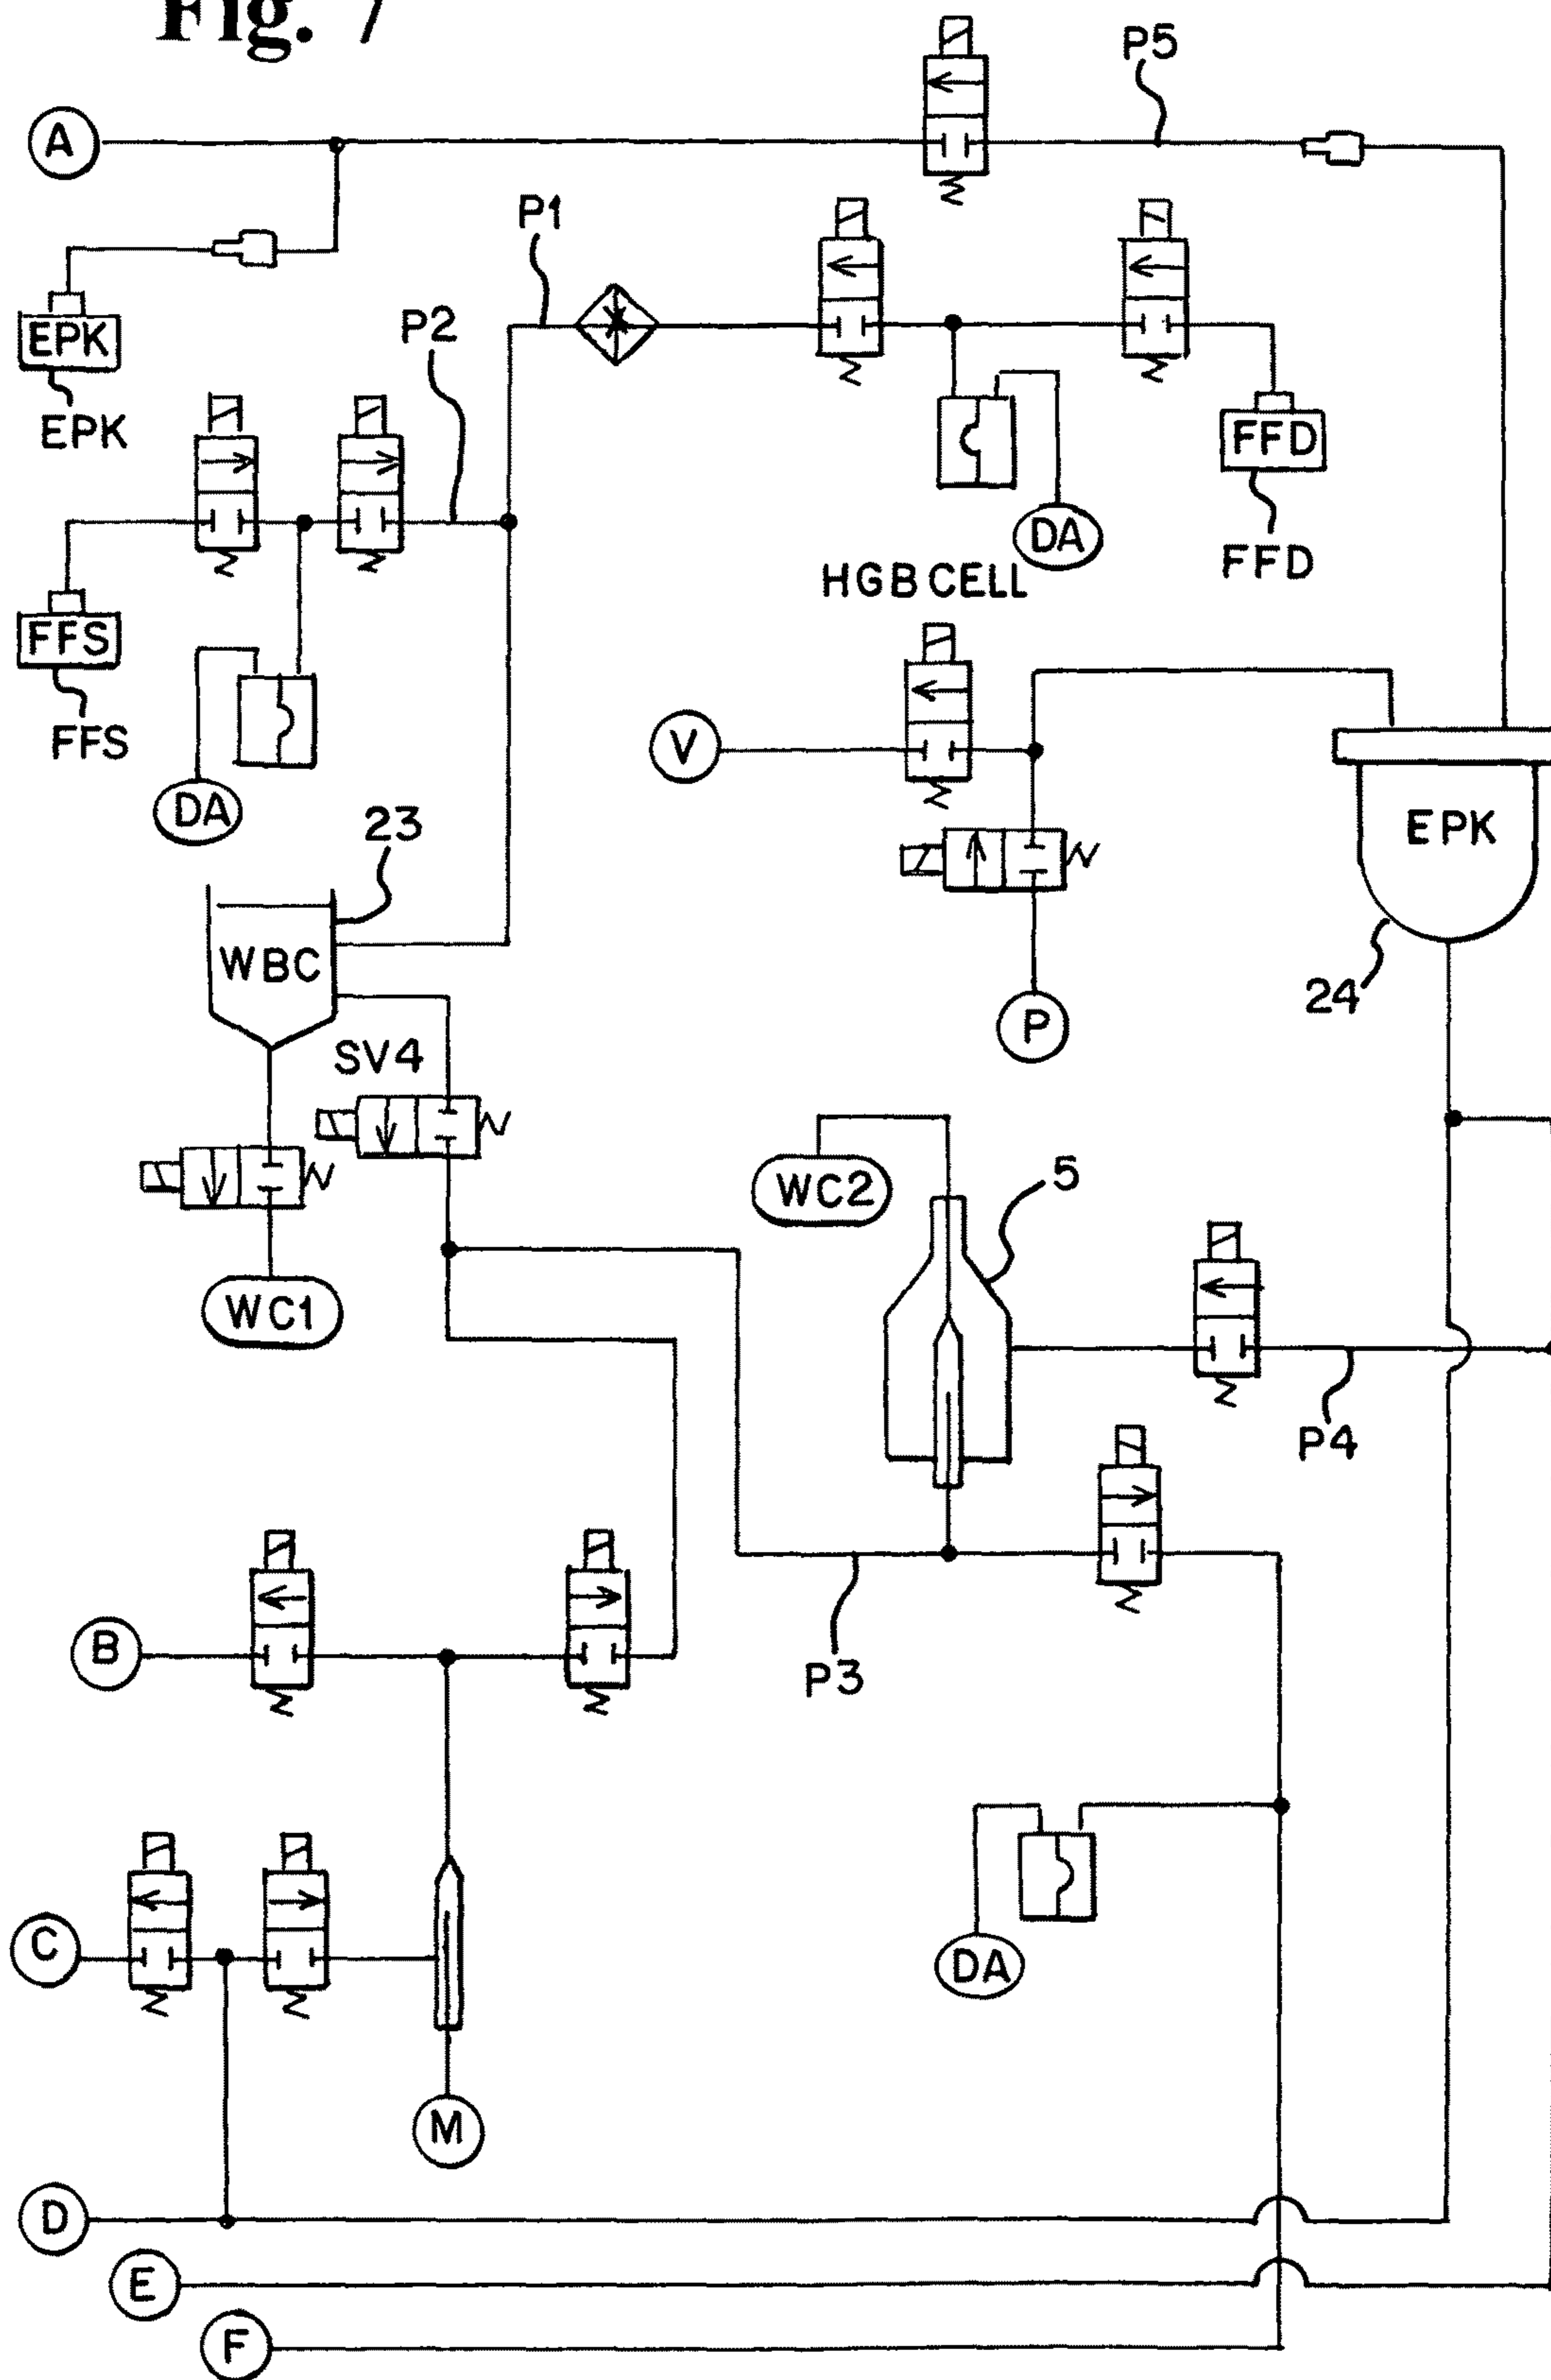 Fig. 7
P5
A
P1
P2
EPK
EPK
FFD
DA
FFD
HGB CELL
FFS
FFS
V
DA
23
EPK
WBC
24
P
SV4
WC2
5
WC1
P4
B
P3
C
DA
M
D
E
F